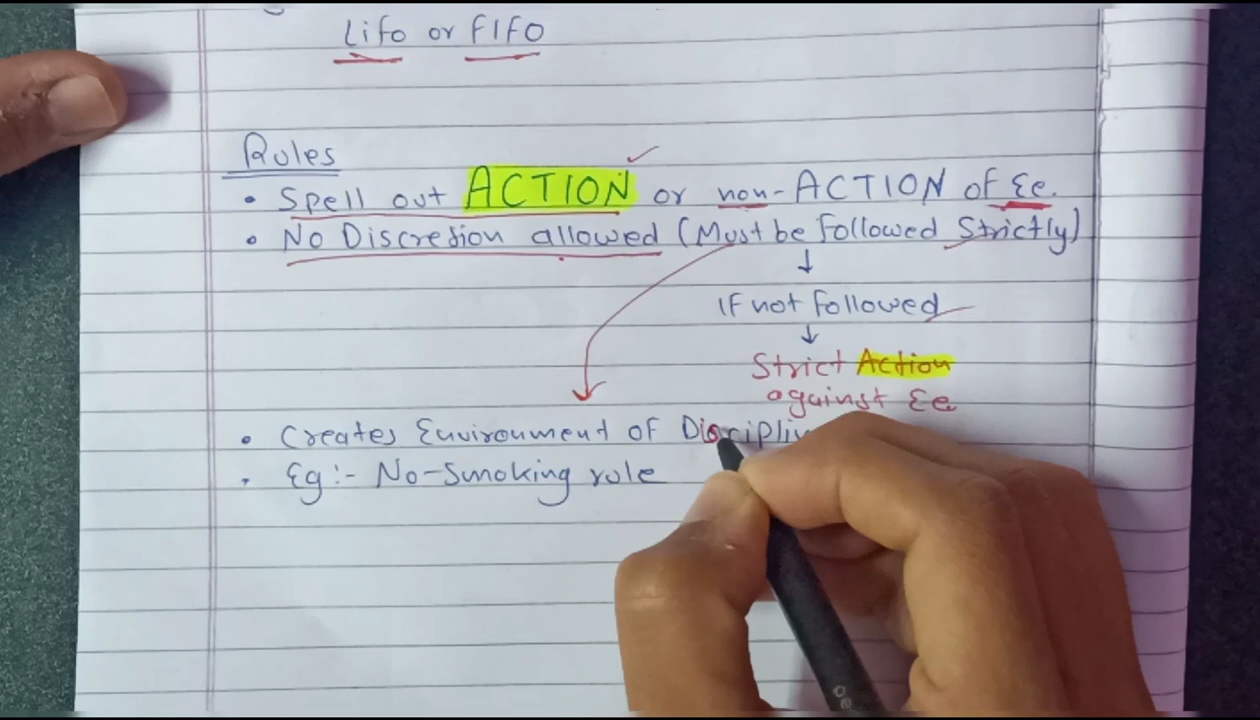 Lifo or FIFO
Rules
• Spell out ACTION or non-ACTION of Ee.
• No Discretion allowed (Must be followed Strictly)
↓
If not followed
↓
Strict Action
against Ee
• Creates Environment of
• Eg:- No-Smoking rule